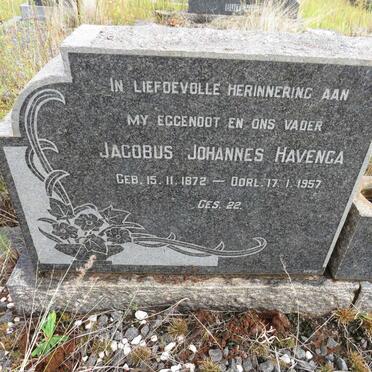 IN LIEFDEVOLLE HERINNERING AAN
MY EGGENOOT EN ONS VADER
JACOBUS JOHANNES HAVENGA
GEB. 15. 11. 1872 — OORL. 17. 1. 1957
GES. 22.